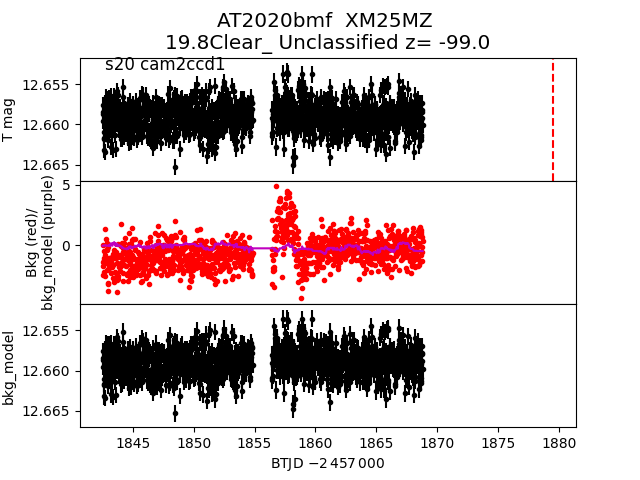 AT2020bmf  XM25MZ
19.8Clear_ Unclassified z= -99.0
s20 cam2ccd1
T mag
12.655
12.660
12.665
Bkg (red)/
bkg_model (purple)
5
0
bkg_model
12.655
12.660
12.665
1845 1850 1855 1860 1865 1870 1875 1880
BTJD −2 457 000